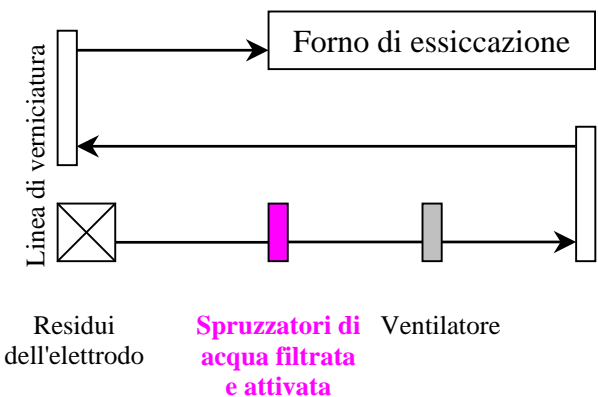 Forno di essiccazione
Linea di verniciatura
Residui
dell'elettrodo
Spruzzatori di
acqua filtrata
e attivata
Ventilatore